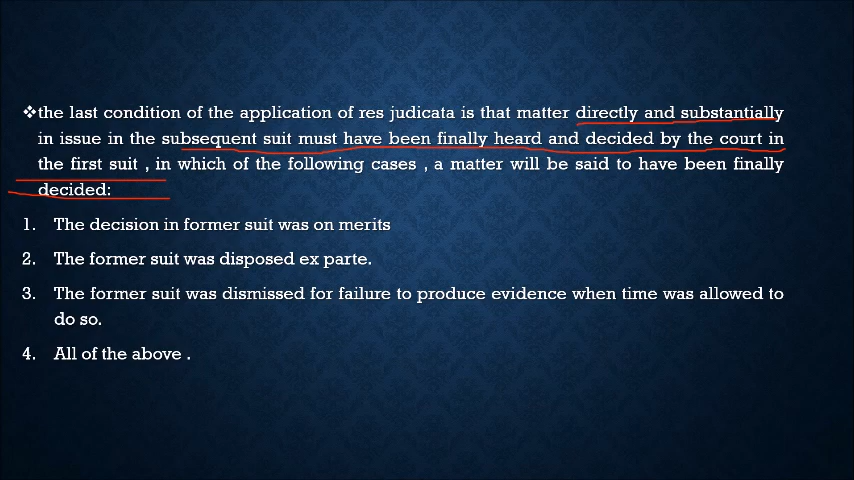 ❖the last condition of the application of res judicata is that matter directly and substantially
in issue in the subsequent suit must have been finally heard and decided by the court in
the first suit , in which of the following cases , a matter will be said to have been finally
decided:
1. The decision in former suit was on merits
2. The former suit was disposed ex parte.
3. The former suit was dismissed for failure to produce evidence when time was allowed to
do so.
4. All of the above .